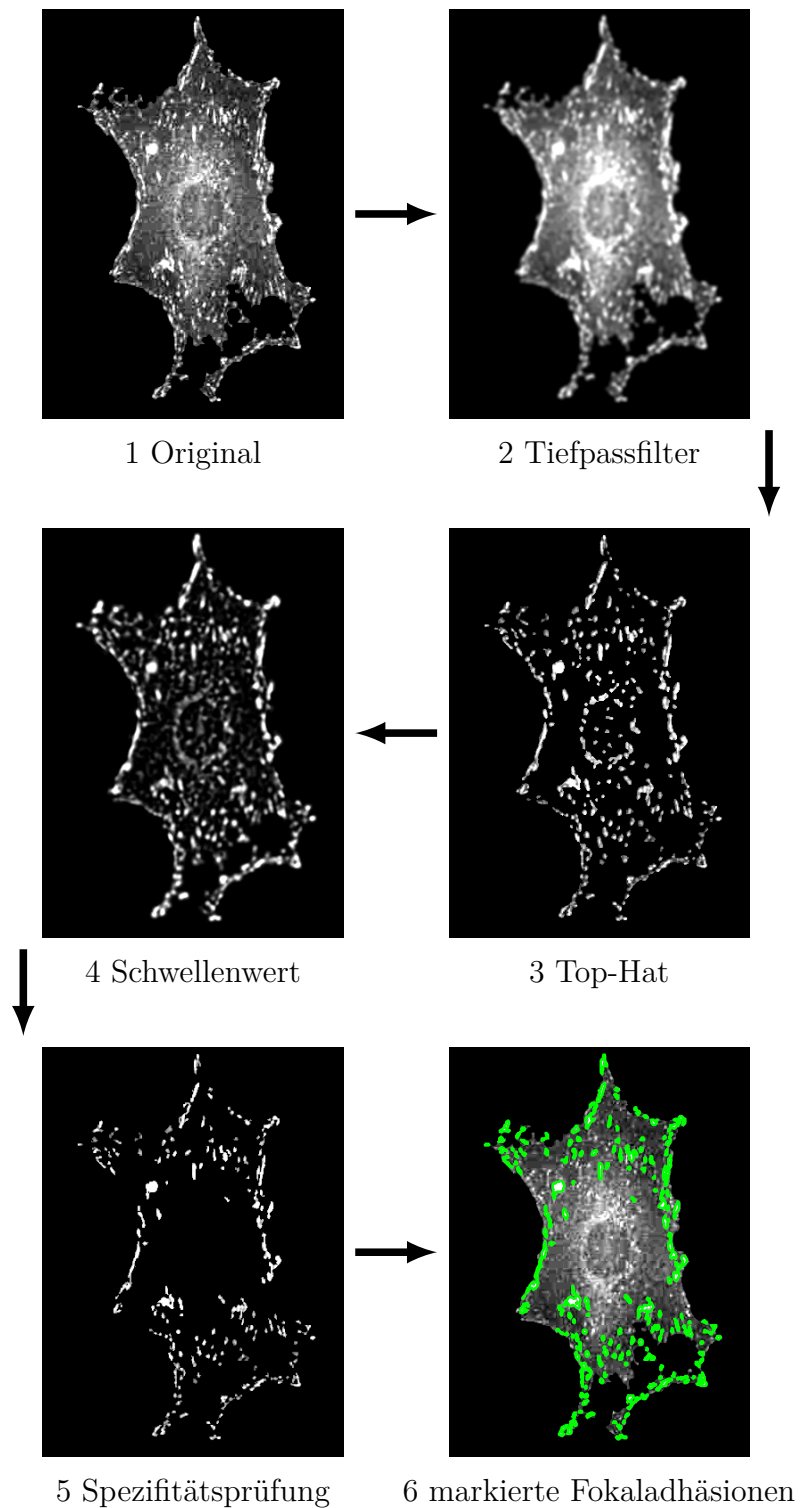 1 Original
2 Tiefpassfilter
4 Schwellenwert
3 Top-Hat
5 Spezifitätsprüfung
6 markierte Fokaladhäsionen